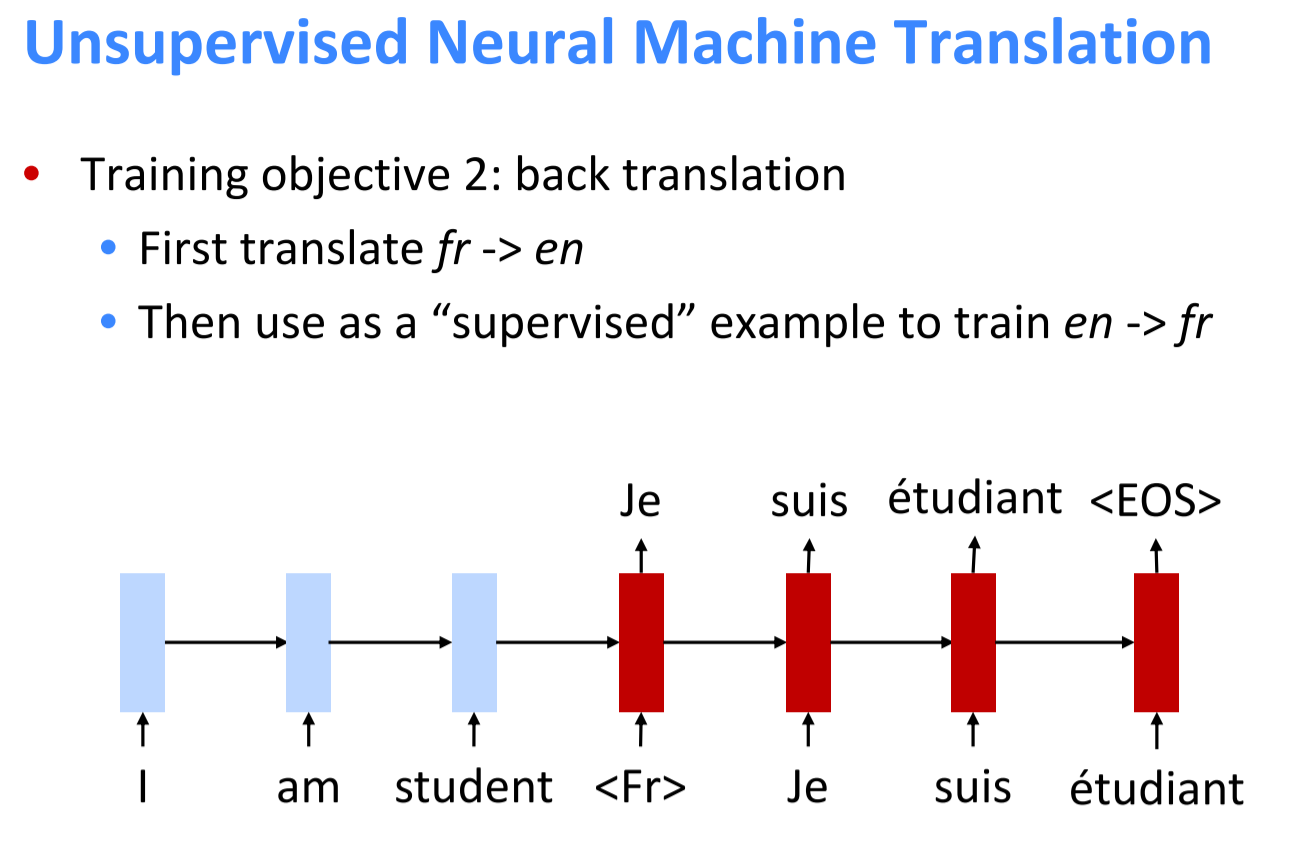 Unsupervised Neural Machine Translation
• Training objective 2: back translation
• First translate fr -> en
• Then use as a “supervised” example to train en -> fr
Je suis étudiant <EOS>
I am student <Fr> Je suis étudiant